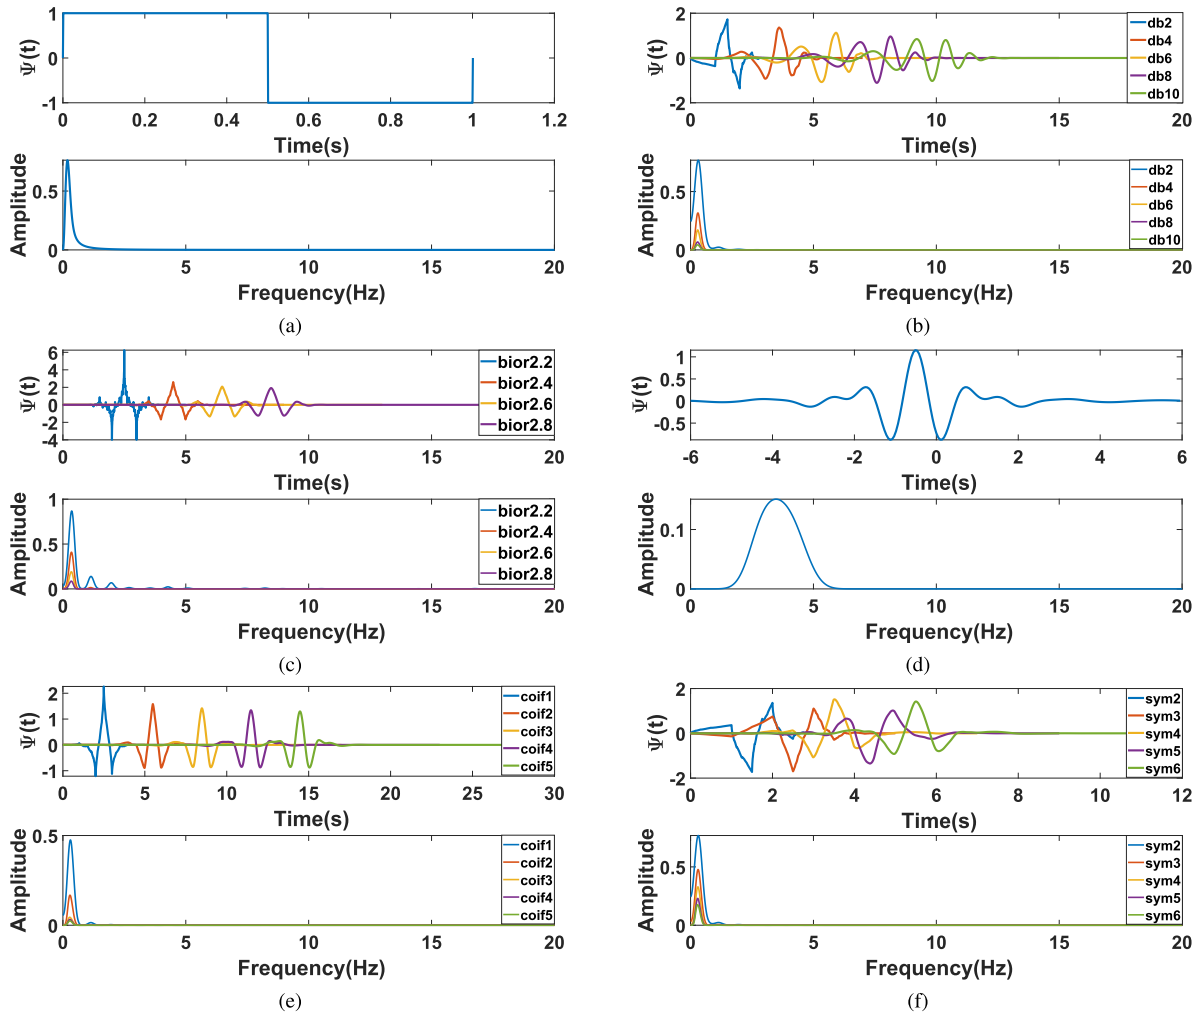 Ψ(t)
1
0
-1
0 0.2 0.4 0.6 0.8 1 1.2
Time(s)
Amplitude
0.5
0
0 5 10 15 20
Frequency(Hz)
(a)
Ψ(t)
2
0
-2
db2
db4
db6
db8
db10
0 5 10 15 20
Time(s)
Amplitude
0.5
0
db2
db4
db6
db8
db10
0 5 10 15 20
Frequency(Hz)
(b)
Ψ(t)
6
4
2
0
-2
-4
bior2.2
bior2.4
bior2.6
bior2.8
0 5 10 15 20
Time(s)
Amplitude
1
0.5
0
bior2.2
bior2.4
bior2.6
bior2.8
0 5 10 15 20
Frequency(Hz)
(c)
Ψ(t)
1
0.5
0
-0.5
-6 -4 -2 0 2 4 6
Time(s)
Amplitude
0.1
0
0 5 10 15 20
Frequency(Hz)
(d)
Ψ(t)
2
1
0
-1
coif1
coif2
coif3
coif4
coif5
0 5 10 15 20 25 30
Time(s)
Amplitude
0.5
0
coif1
coif2
coif3
coif4
coif5
0 5 10 15 20
Frequency(Hz)
(e)
Ψ(t)
2
0
-2
sym2
sym3
sym4
sym5
sym6
0 2 4 6 8 10 12
Time(s)
Amplitude
0.5
0
sym2
sym3
sym4
sym5
sym6
0 5 10 15 20
Frequency(Hz)
(f)